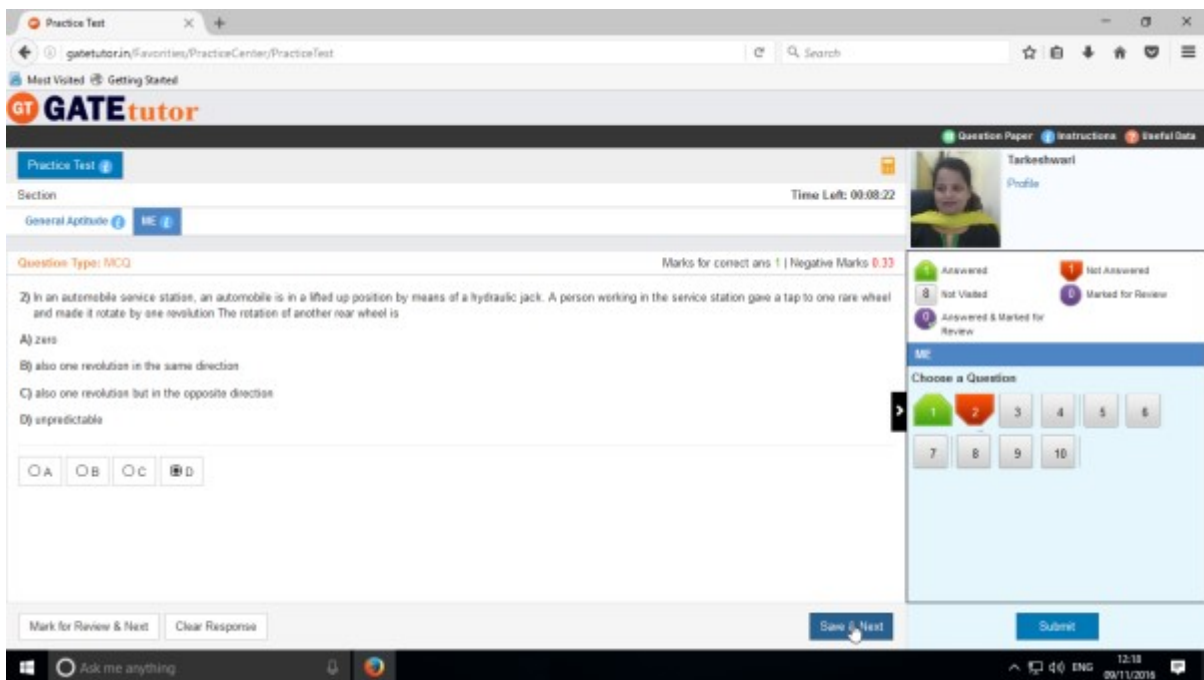 Practice Test
gatetutor.in/Favorities/PracticeCenter/PracticeTest
Search
Most Visited Getting Started
GT GATEtutor
Question Paper Instructions Useful Data
Practice Test
Tarkeshwari
Profile
Section Time Left: 00:08:22
General Aptitude ME
Question Type: MCQ Marks for correct ans 1 | Negative Marks 0.33
2) In an automobile service station, an automobile is in a lifted up position by means of a hydraulic jack. A person working in the service station gave a tap to one rare wheel
and made it rotate by one revolution The rotation of another rear wheel is
A) zero
B) also one revolution in the same direction
C) also one revolution but in the opposite direction
D) unpredictable
A B C D
1 Answered 1 Not Answered
8 Not Visited 0 Marked for Review
0 Answered & Marked for
Review
ME
Choose a Question
1 2 3 4 5 6
7 8 9 10
Mark for Review & Next Clear Response Save & Next Submit
Ask me anything
ENG 12:18
09/11/2016